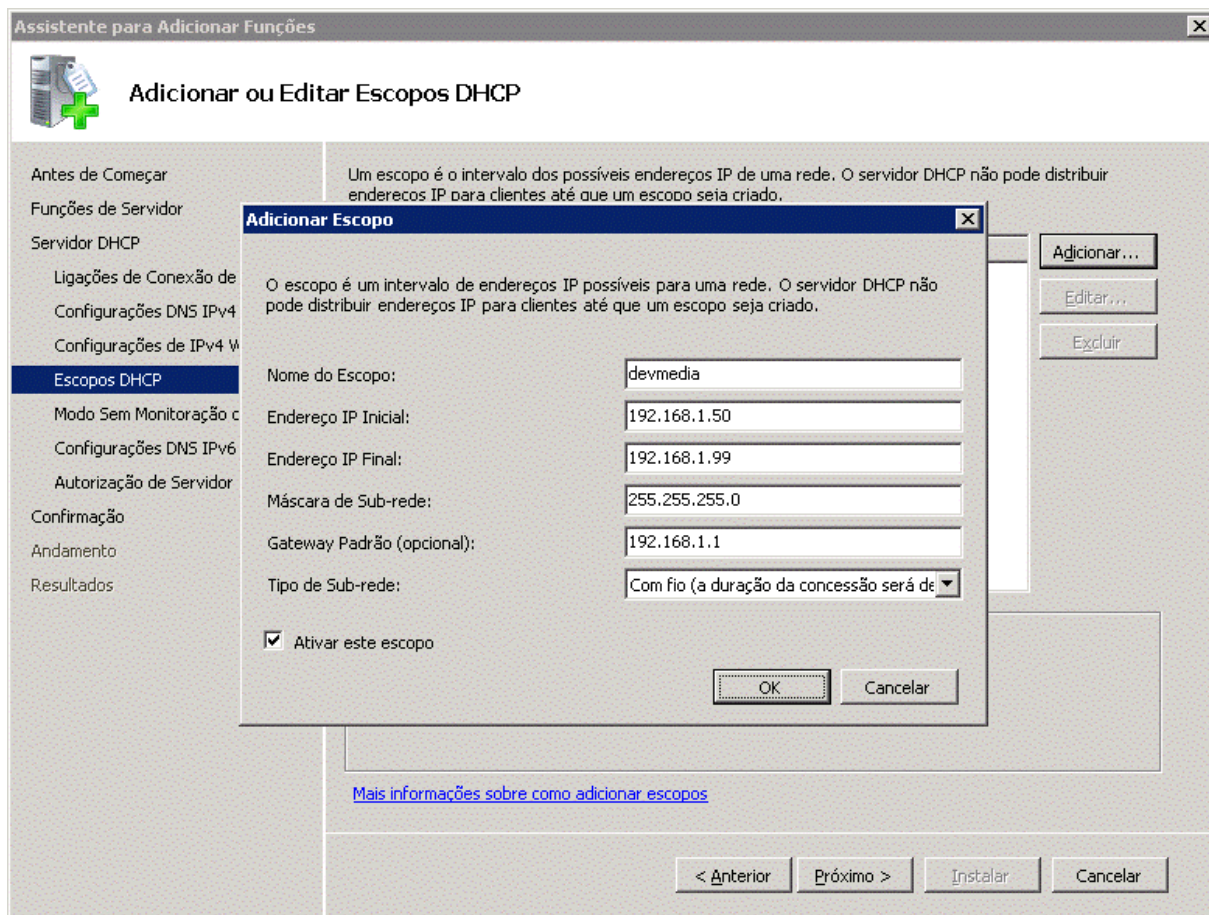 Assistente para Adicionar Funções
Adicionar ou Editar Escopos DHCP
Antes de Começar
Funções de Servidor
Servidor DHCP
Ligações de Conexão de
Configurações DNS IPv4
Configurações de IPv4 W
Escopos DHCP
Modo Sem Monitoração c
Configurações DNS IPv6
Autorização de Servidor
Confirmação
Andamento
Resultados
Um escopo é o intervalo dos possíveis endereços IP de uma rede. O servidor DHCP não pode distribuir
endereços IP para clientes até que um escopo seja criado.
Adicionar...
Editar...
Excluir
Adicionar Escopo
O escopo é um intervalo de endereços IP possíveis para uma rede. O servidor DHCP não
pode distribuir endereços IP para clientes até que um escopo seja criado.
Nome do Escopo: devmedia
Endereço IP Inicial: 192.168.1.50
Endereço IP Final: 192.168.1.99
Máscara de Sub-rede: 255.255.255.0
Gateway Padrão (opcional): 192.168.1.1
Tipo de Sub-rede: Com fio (a duração da concessão será de
Ativar este escopo
OK Cancelar
Mais informações sobre como adicionar escopos
< Anterior Próximo > Instalar Cancelar